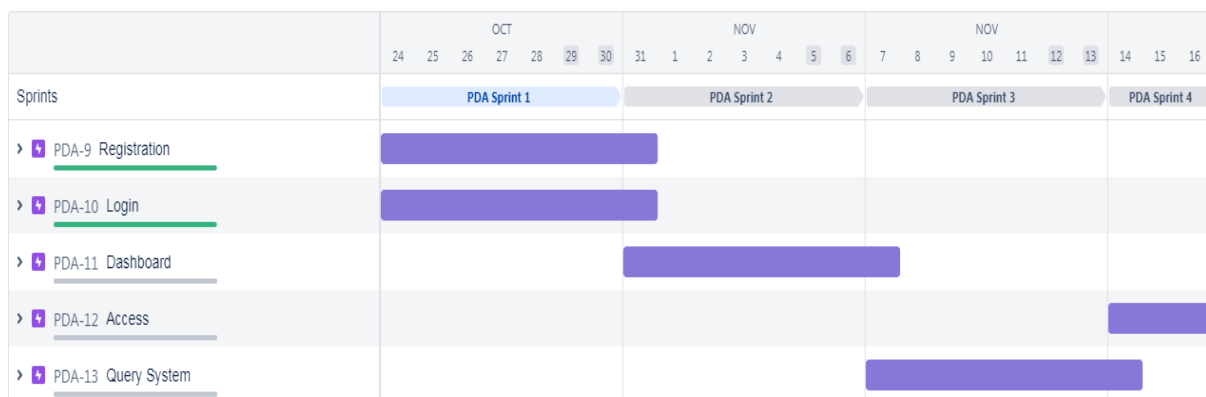 OCT NOV NOV
24 25 26 27 28 29 30 31 1 2 3 4 5 6 7 8 9 10 11 12 13 14 15 16
Sprints PDA Sprint 1 PDA Sprint 2 PDA Sprint 3 PDA Sprint 4
PDA-9 Registration
PDA-10 Login
PDA-11 Dashboard
PDA-12 Access
PDA-13 Query System